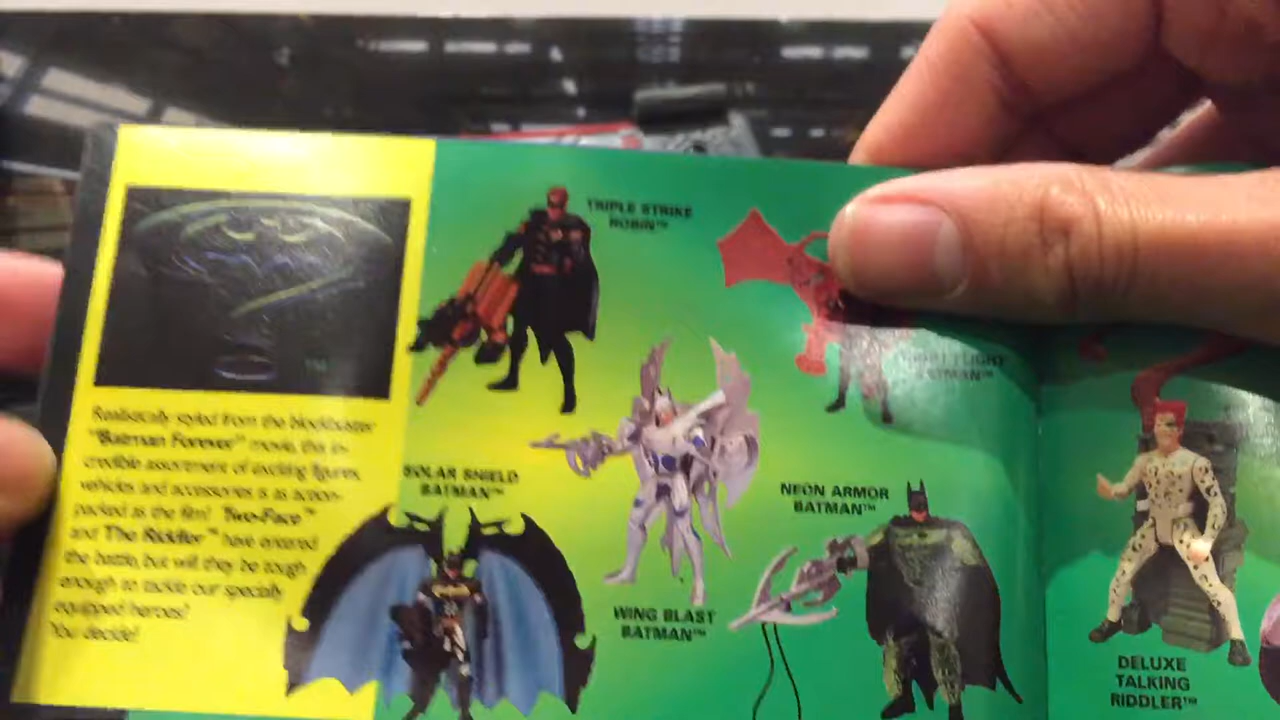 Realistically styled from the blockbuster
"Batman Forever" movie, this in-
credible assortment of exciting figures,
vehicles and accessories is as action-
packed as the film! Two-Face™
and The Riddler™ have entered
the battle, but will they be tough
enough to tackle our specially
equipped heroes?
You decide!
TRIPLE STRIKE
ROBIN™
FLIGHT
BATMAN™
SOLAR SHIELD
BATMAN™
WING BLAST
BATMAN™
NEON ARMOR
BATMAN™
DELUXE
TALKING
RIDDLER™